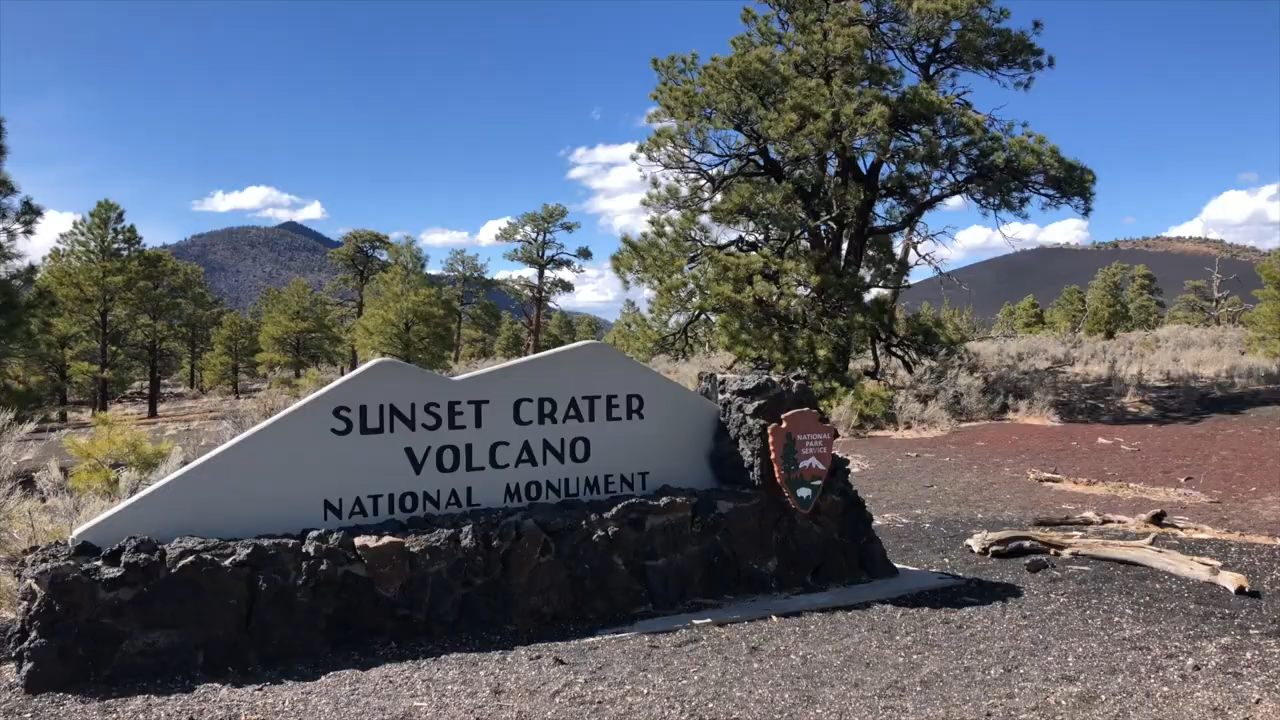 SUNSET CRATER
VOLCANO
NATIONAL MONUMENT
NATIONAL
PARK
SERVICE